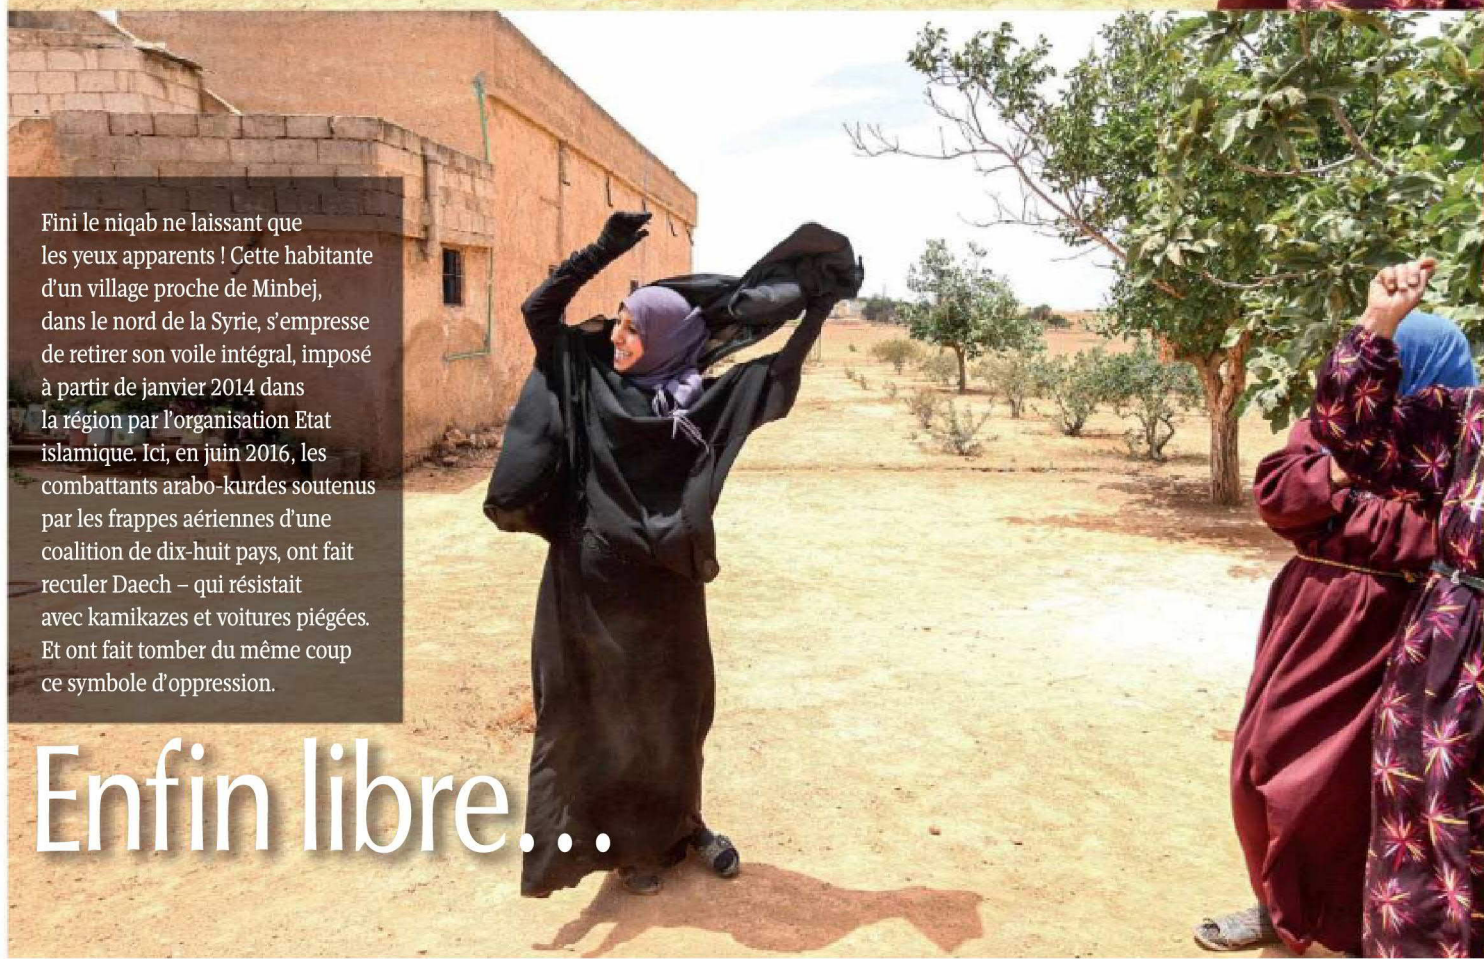 Fini le niqab ne laissant que
les yeux apparents ! Cette habitante
d'un village proche de Minbej,
dans le nord de la Syrie, s'empresse
de retirer son voile intégral, imposé
à partir de janvier 2014 dans
la région par l'organisation Etat
islamique. Ici, en juin 2016, les
combattants arabo-kurdes soutenus
par les frappes aériennes d'une
coalition de dix-huit pays, ont fait
reculer Daech – qui résistait
avec kamikazes et voitures piégées.
Et ont fait tomber du même coup
ce symbole d'oppression.
Enfin libre…